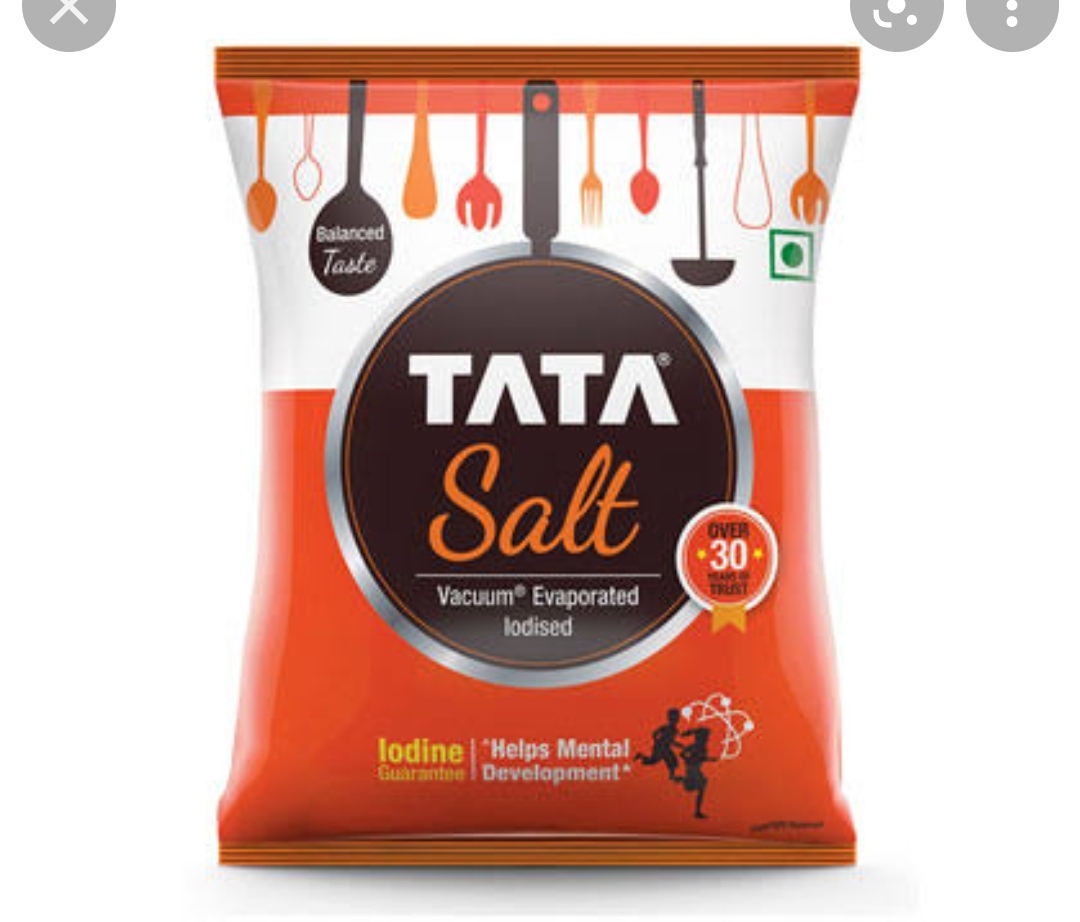 Balanced
Taste
TATA®
Salt
Vacuum® Evaporated
Iodised
OVER
30
YEARS OF
TRUST
Iodine
Guarantee
*Helps Mental
Development*